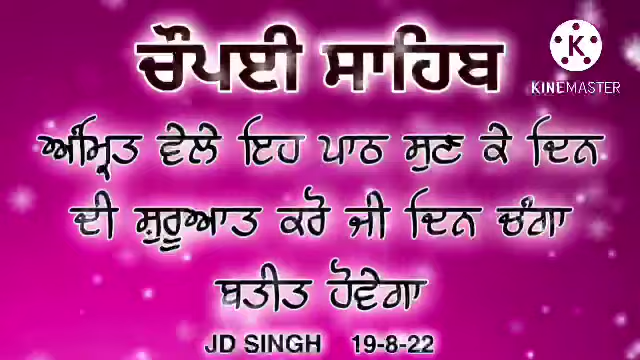 ਚੌਪਈ ਸਾਹਿਬ
KINEMASTER
ਅੰਮ੍ਰਿਤ ਵੇਲੇ ਇਹ ਪਾਠ ਸੁਣ ਕੇ ਦਿਨ
ਦੀ ਸ਼ੁਰੂਆਤ ਕਰੋ ਜੀ ਦਿਨ ਚੰਗਾ
ਬਤੀਤ ਹੋਵੇਗਾ
JD SINGH 19-8-22